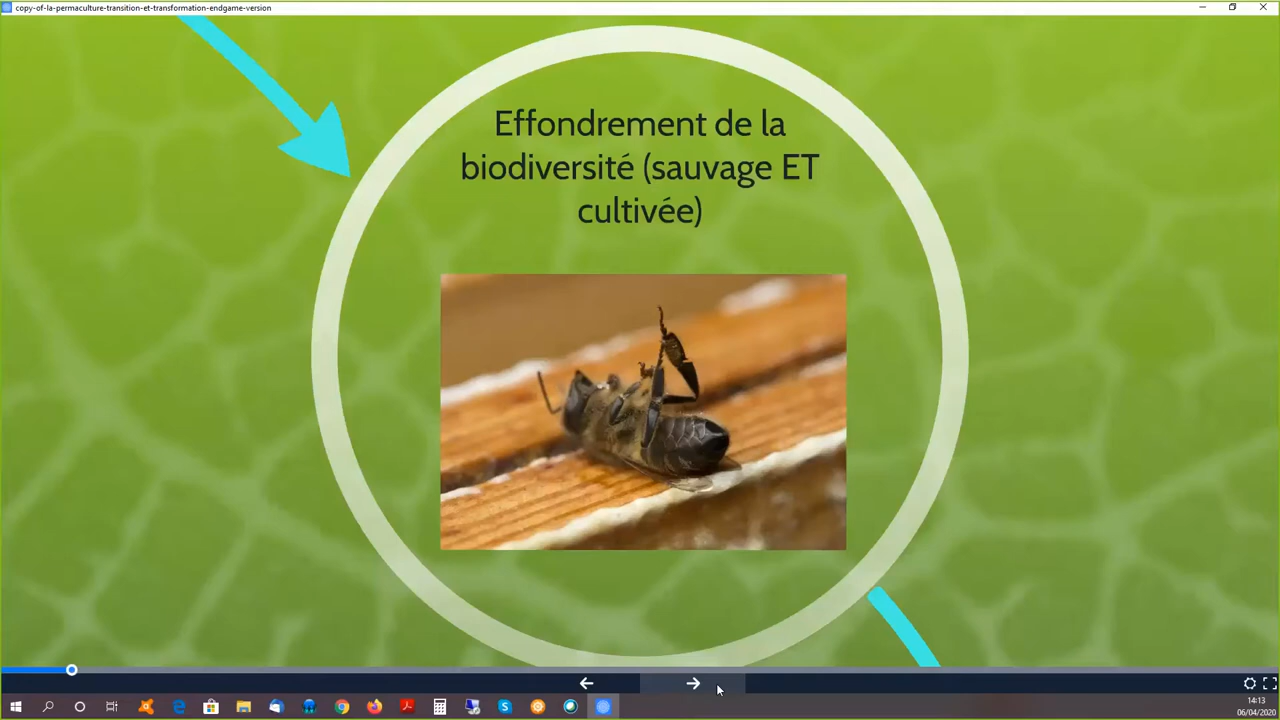 copy-of-la-permaculture-transition-et-transformation-endgame-version
Effondrement de la
biodiversité (sauvage ET
cultivée)
14:13
06/04/2020